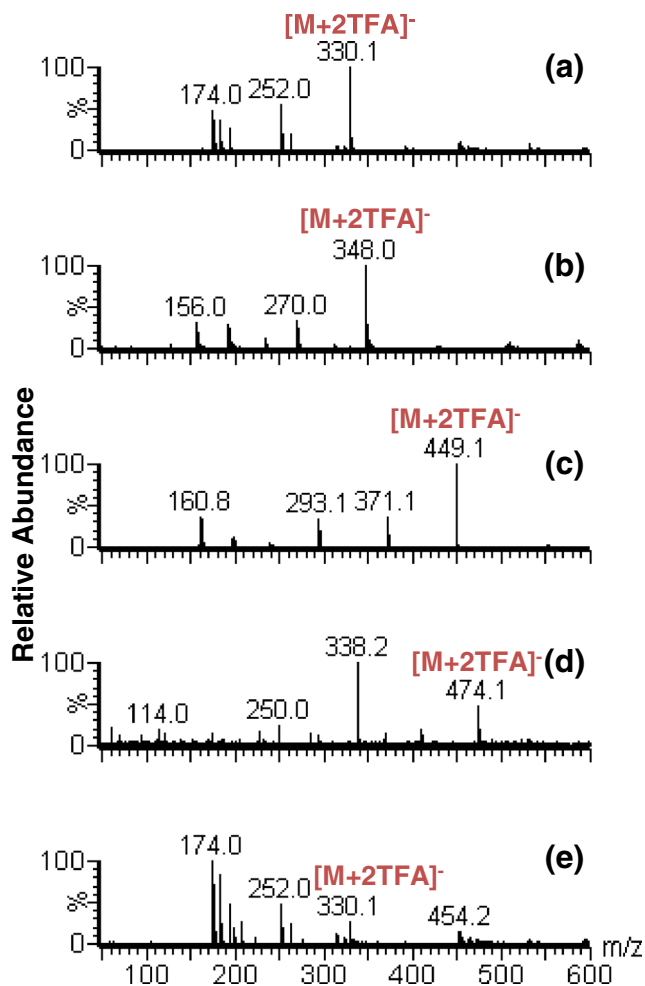 [M+2TFA]-
330.1
(a)
174.0 252.0
100
%
0
[M+2TFA]-
348.0
(b)
156.0 270.0
100
%
0
[M+2TFA]-
449.1
(c)
160.8 293.1 371.1
100
%
0
Relative Abundance
338.2 [M+2TFA]- (d)
474.1
114.0 250.0
100
%
0
174.0
(e)
252.0 [M+2TFA]-
330.1
454.2
100
%
0
m/z
100 200 300 400 500 600